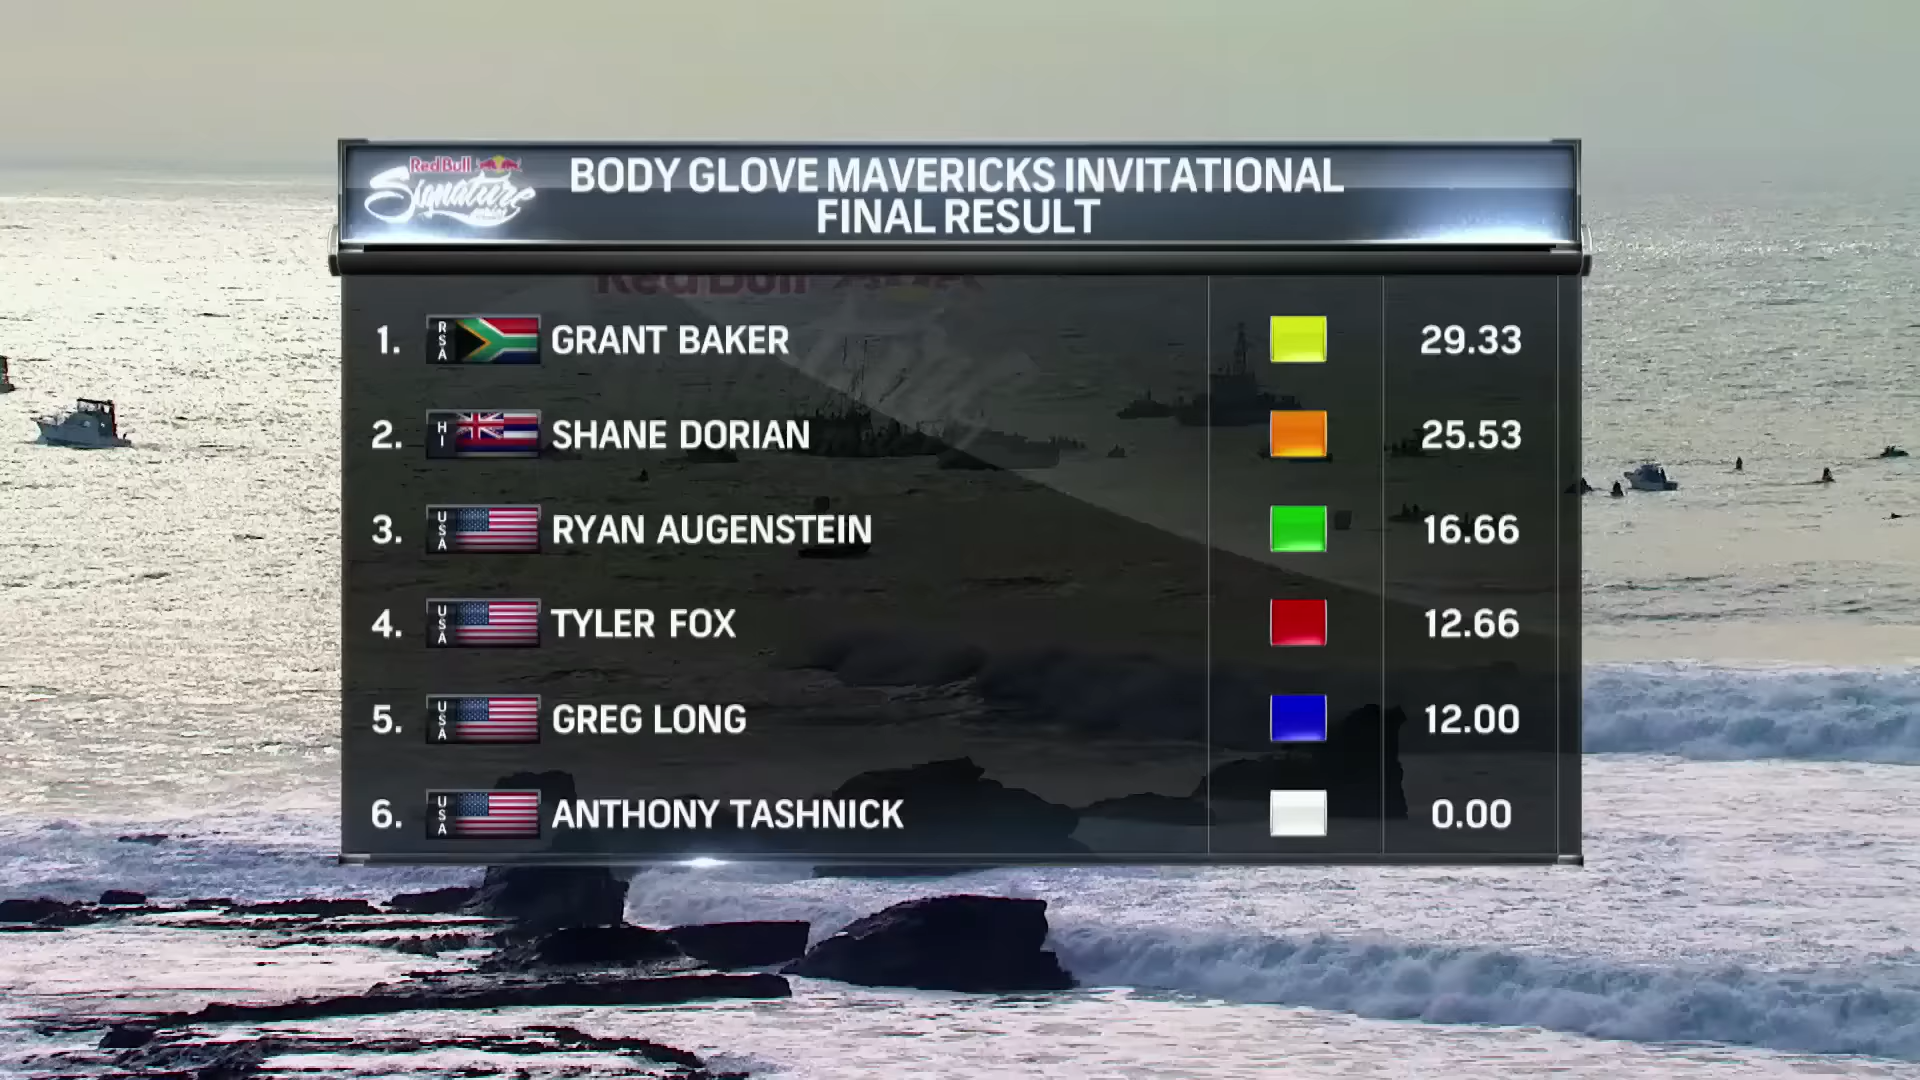 Red Bull
Signature
BODY GLOVE MAVERICKS INVITATIONAL
FINAL RESULT
Red Bull
1. RSA GRANT BAKER 29.33
2. HI SHANE DORIAN 25.53
3. USA RYAN AUGENSTEIN 16.66
4. USA TYLER FOX 12.66
5. USA GREG LONG 12.00
6. USA ANTHONY TASHNICK 0.00